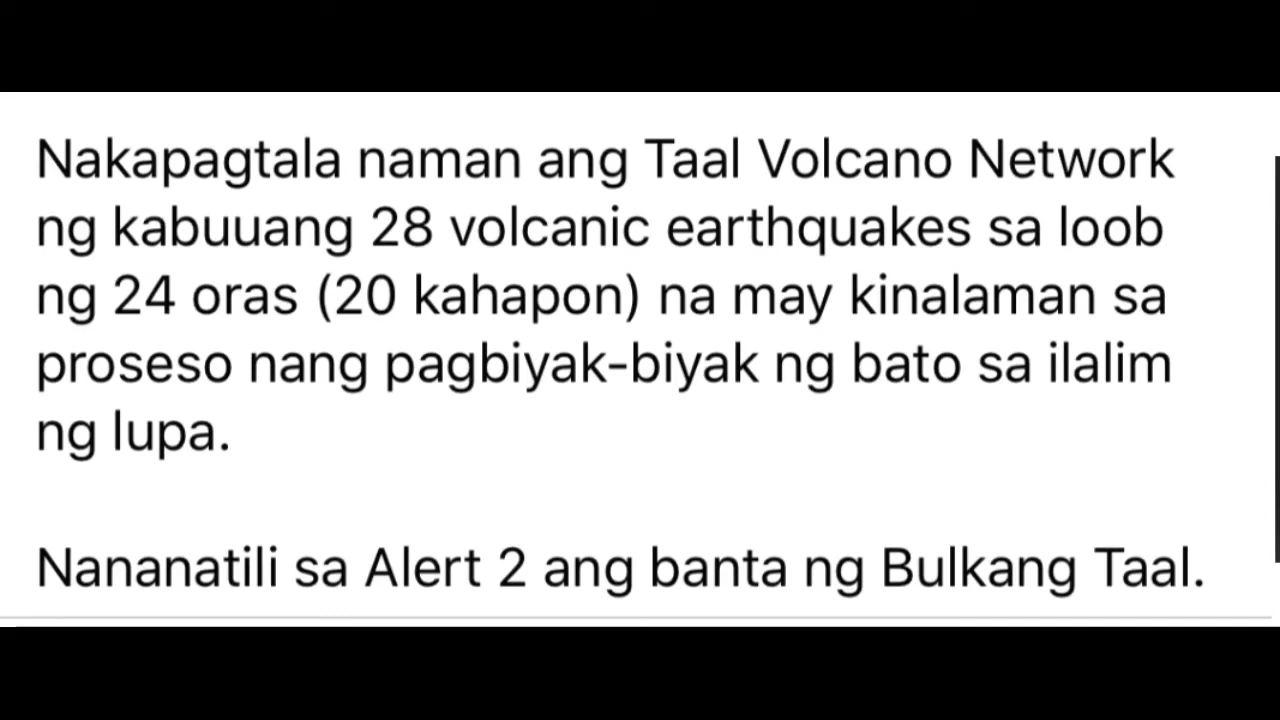 Nakapagtala naman ang Taal Volcano Network
ng kabuuang 28 volcanic earthquakes sa loob
ng 24 oras (20 kahapon) na may kinalaman sa
proseso nang pagbiyak-biyak ng bato sa ilalim
ng lupa.
Nananatili sa Alert 2 ang banta ng Bulkang Taal.